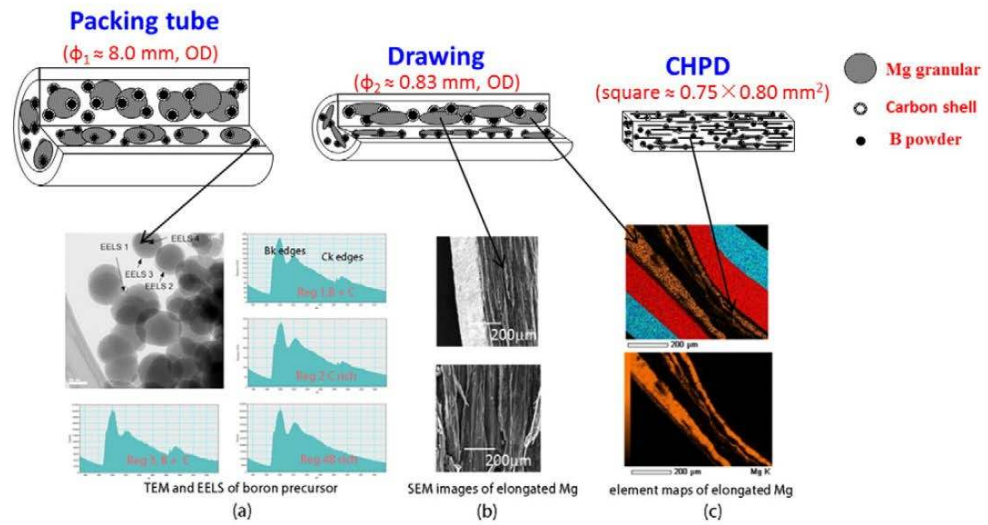 Packing tube
(ϕ₁ ≈ 8.0 mm, OD)
Drawing
(ϕ₂ ≈ 0.83 mm, OD)
CHPD
(square ≈ 0.75×0.80 mm²)
Mg granular
Carbon shell
B powder
EELS 1
EELS 4
EELS 3
EELS 2
Bk edges
Ck edges
Reg 1,B + C
Reg 2 C rich
Reg 3, B + C
Reg 4B rich
TEM and EELS of boron precursor
(a)
200μm
200μm
SEM images of elongated Mg
(b)
200 μm
200 μm
Mg K
element maps of elongated Mg
(c)